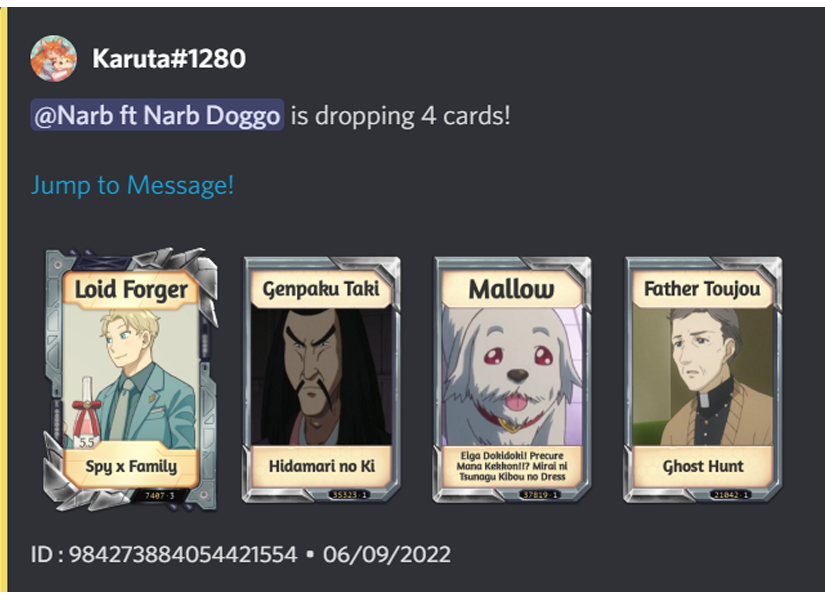 Karuta#1280
@Narb ft Narb Doggo is dropping 4 cards!
Jump to Message!
Loid Forger
5.5
Spy x Family
7407·3
Genpaku Taki
Hidamari no Ki
35323·1
Mallow
Eiga Dokidoki! Precure
Mana Kekkon!!? Mirai ni
Tsunagu Kibou no Dress
37819·1
Father Toujou
Ghost Hunt
21042·1
ID : 984273884054421554 • 06/09/2022